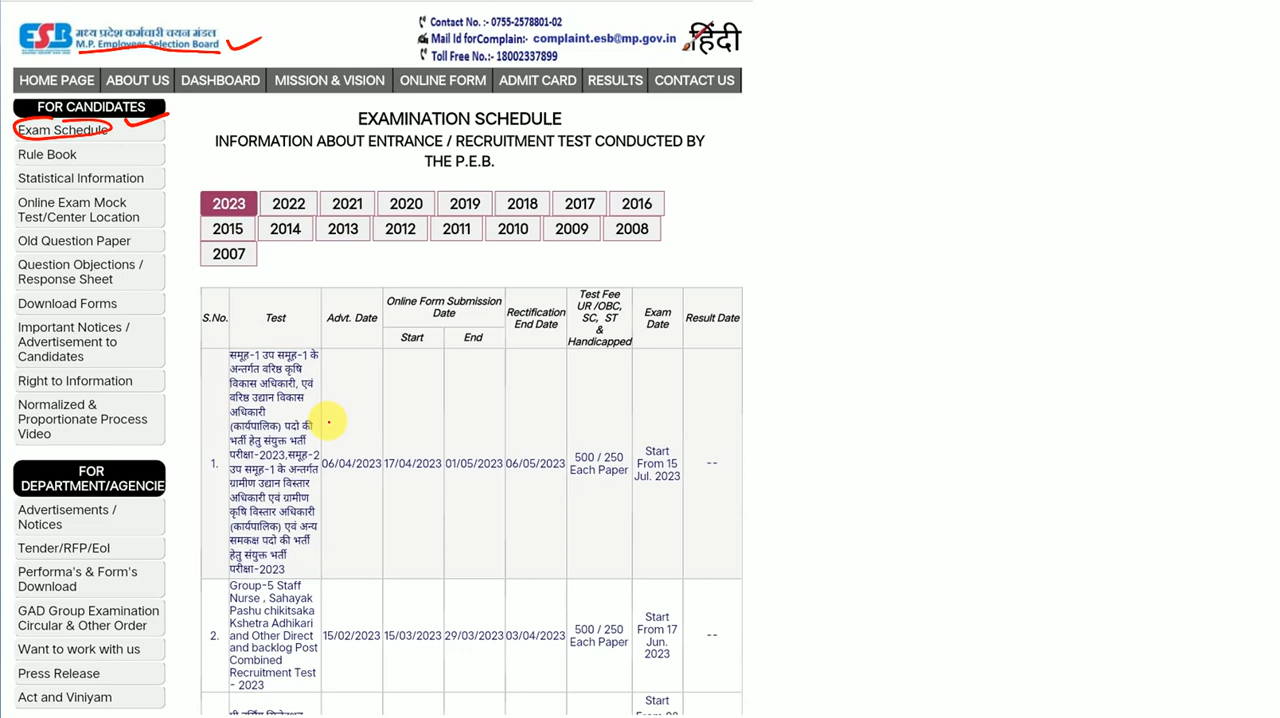 ESB मध्य प्रदेश कर्मचारी चयन मंडल
M.P. Employees Selection Board
Contact No. :- 0755-2578801-02
Mail Id forComplain:- complaint.esb@mp.gov.in
Toll Free No.:- 18002337899
हिंदी
HOME PAGE ABOUT US DASHBOARD MISSION & VISION ONLINE FORM ADMIT CARD RESULTS CONTACT US
FOR CANDIDATES
Exam Schedule
Rule Book
Statistical Information
Online Exam Mock
Test/Center Location
Old Question Paper
Question Objections /
Response Sheet
Download Forms
Important Notices /
Advertisement to
Candidates
Right to Information
Normalized &
Proportionate Process
Video
FOR
DEPARTMENT/AGENCIE
Advertisements /
Notices
Tender/RFP/EoI
Performa's & Form's
Download
GAD Group Examination
Circular & Other Order
Want to work with us
Press Release
Act and Viniyam
EXAMINATION SCHEDULE
INFORMATION ABOUT ENTRANCE / RECRUITMENT TEST CONDUCTED BY
THE P.E.B.
2023 2022 2021 2020 2019 2018 2017 2016
2015 2014 2013 2012 2011 2010 2009 2008
2007
S.No. Test Advt. Date
Online Form Submission
Date
Start End
Rectification
End Date
Test Fee
UR /OBC,
SC, ST
&
Handicapped
Exam
Date
Result Date
1.
समूह-1 उप समूह-1 के
अन्तर्गत वरिष्ठ कृषि
विकास अधिकारी, एवं
वरिष्ठ उद्यान विकास
अधिकारी
(कार्यपालिक) पदो की
भर्ती हेतु संयुक्त भर्ती
परीक्षा-2023,समूह-2
उप समूह-1 के अन्तर्गत
ग्रामीण उद्यान विस्तार
अधिकारी एवं ग्रामीण
कृषि विस्तार अधिकारी
(कार्यपालिक) एवं अन्य
समकक्ष पदो की भर्ती
हेतु संयुक्त भर्ती
परीक्षा-2023
06/04/2023 17/04/2023 01/05/2023 06/05/2023
500 / 250
Each Paper
Start
From 15
Jul. 2023
--
2.
Group-5 Staff
Nurse , Sahayak
Pashu chikitsaka
Kshetra Adhikari
and Other Direct
and backlog Post
Combined
Recruitment Test
- 2023
15/02/2023 15/03/2023 29/03/2023 03/04/2023
500 / 250
Each Paper
Start
From 17
Jun.
2023
--
Start